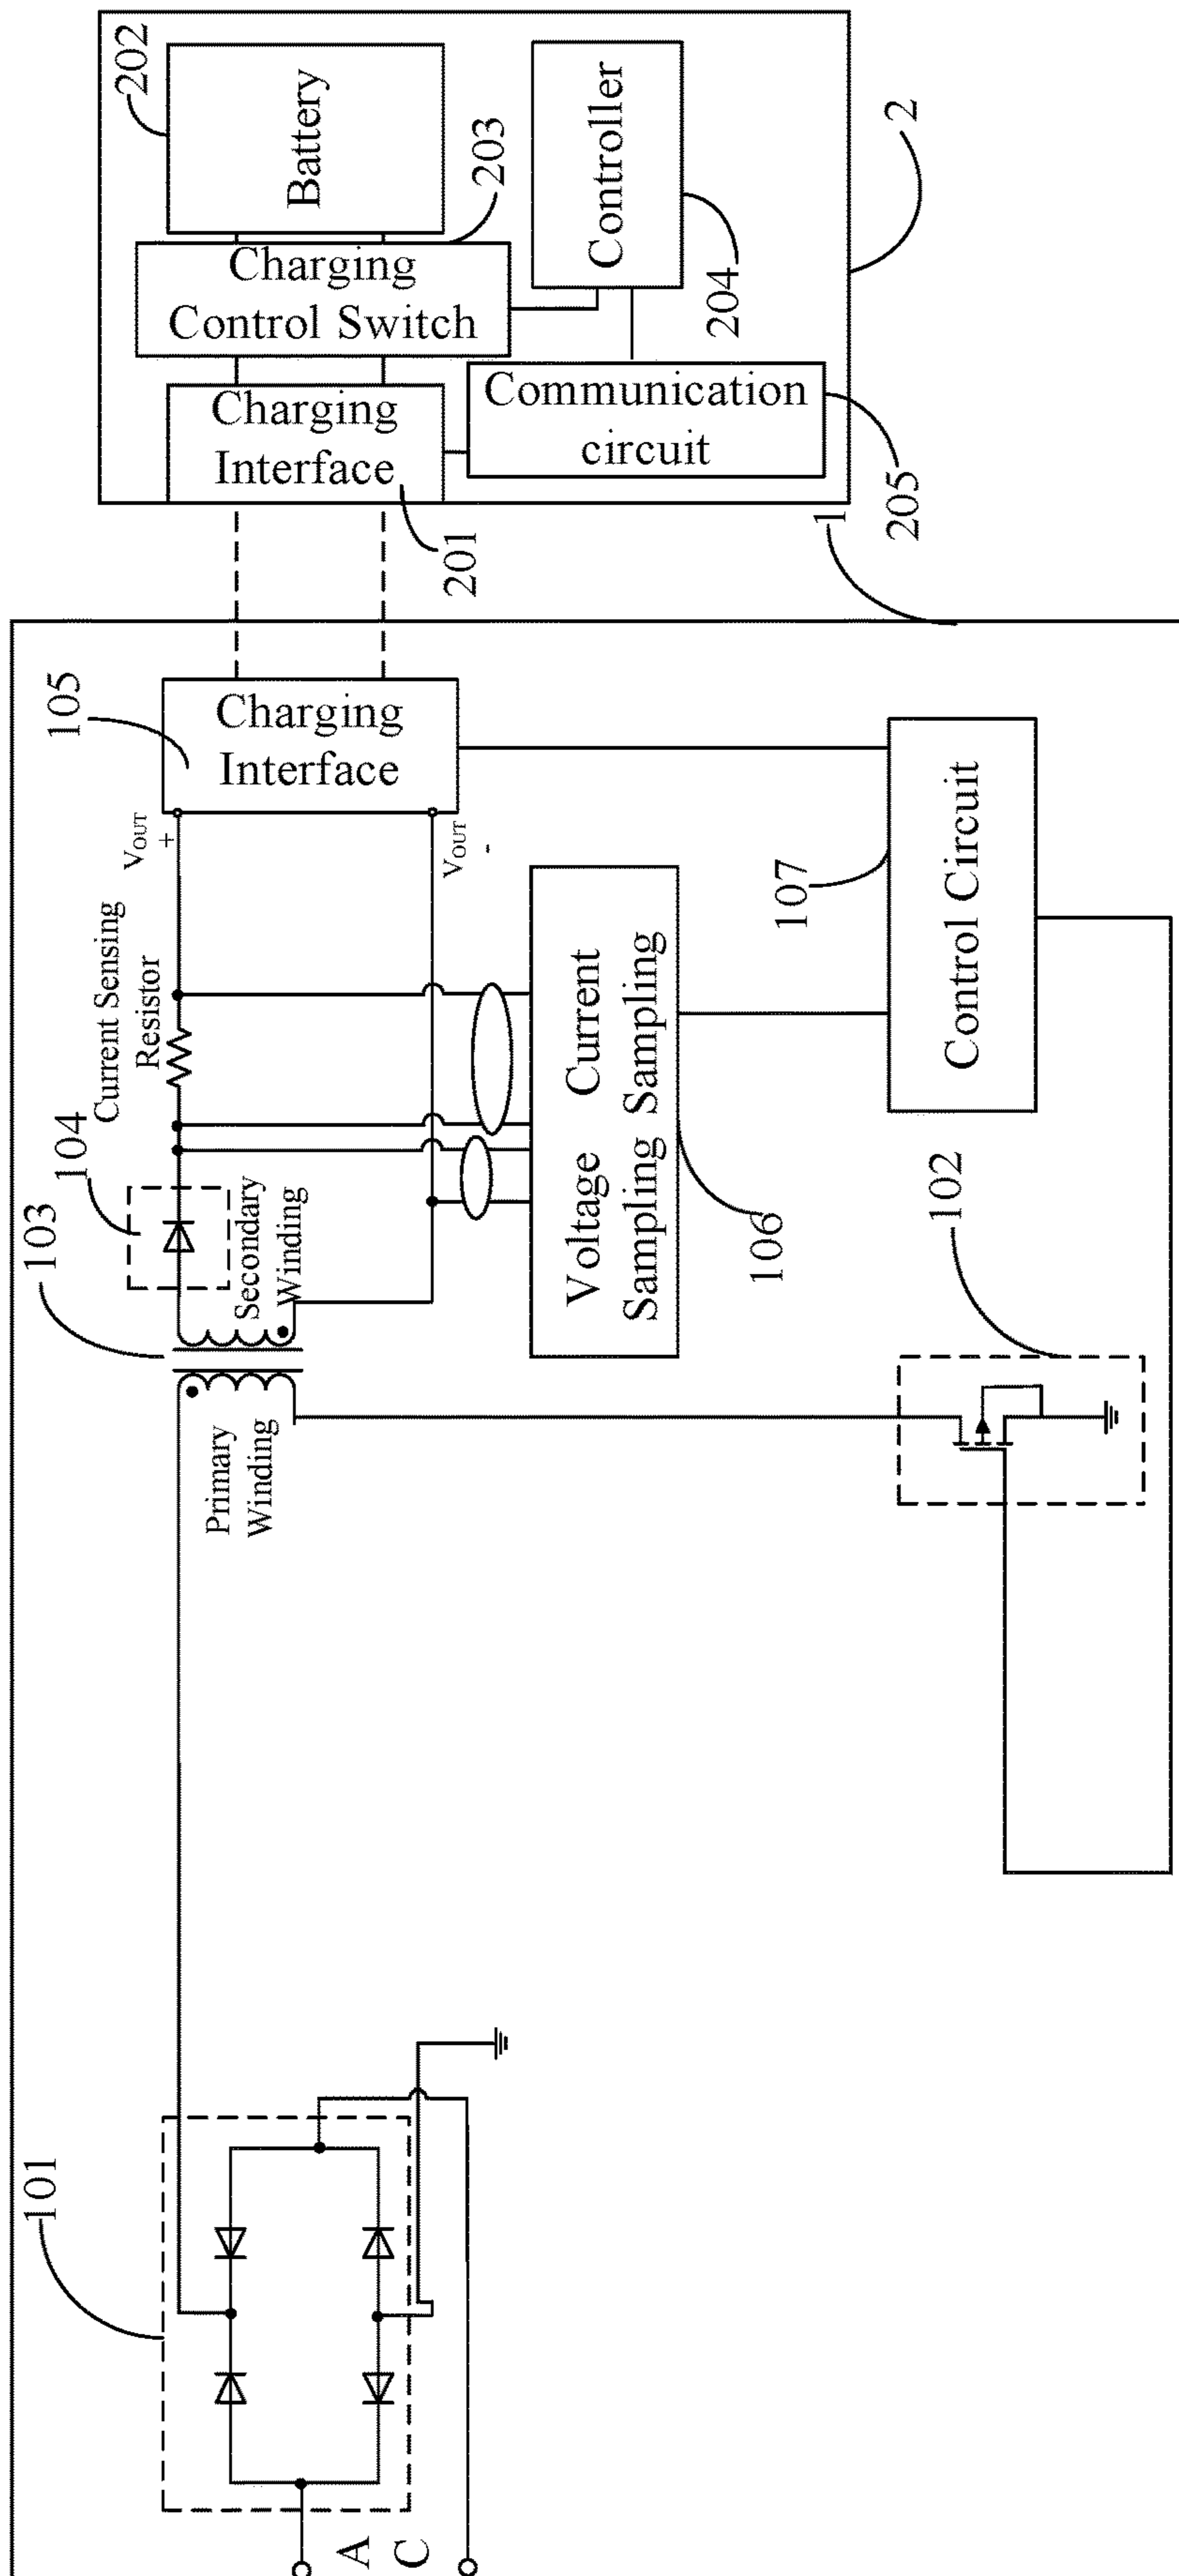 101
A
C
103
Primary
Winding
Secondary
Winding
104
Current Sensing
Resistor
VOUT
+
VOUT
-
105
Charging
Interface
Voltage Current
Sampling Sampling
106
107
Control Circuit
102
1
201
Charging
Interface
Charging
Control Switch
202
Battery
203
Controller
204
Communication
circuit
205
2